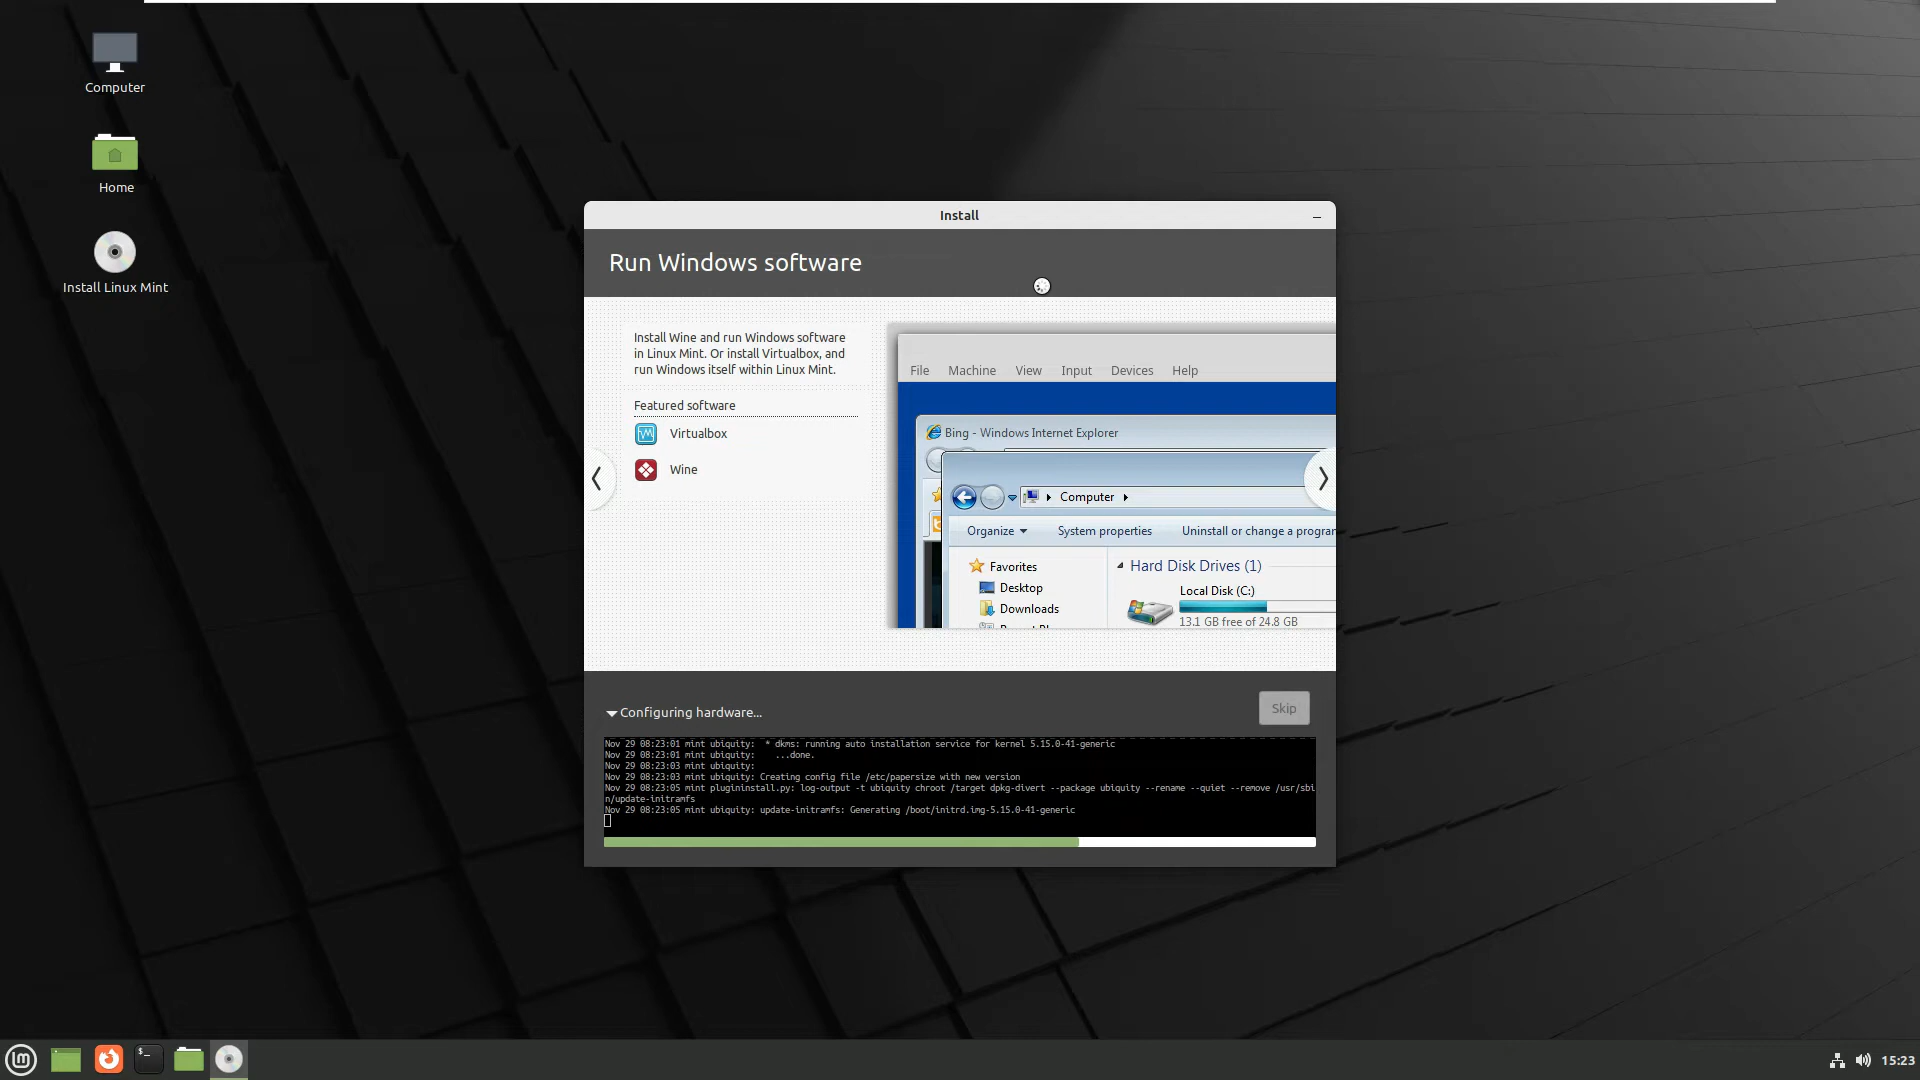 Computer
Home
Install Linux Mint
Install
Run Windows software
Install Wine and run Windows software
in Linux Mint. Or install Virtualbox, and
run Windows itself within Linux Mint.
Featured software
Virtualbox
Wine
File Machine View Input Devices Help
Bing - Windows Internet Explorer
Computer
Organize System properties Uninstall or change a program
Favorites
Desktop
Downloads
Hard Disk Drives (1)
Local Disk (C:)
13.1 GB free of 24.8 GB
Configuring hardware...
Skip
Nov 29 08:23:01 mint ubiquity:  * dkms: running auto installation service for kernel 5.15.0-41-generic
Nov 29 08:23:01 mint ubiquity:    ...done.
Nov 29 08:23:03 mint ubiquity:
Nov 29 08:23:03 mint ubiquity: Creating config file /etc/papersize with new version
Nov 29 08:23:05 mint plugininstall.py: log-output -t ubiquity chroot /target dpkg-divert --package ubiquity --rename --quiet --remove /usr/sbi
n/update-initramfs
Nov 29 08:23:05 mint ubiquity: update-initramfs: Generating /boot/initrd.img-5.15.0-41-generic
15:23